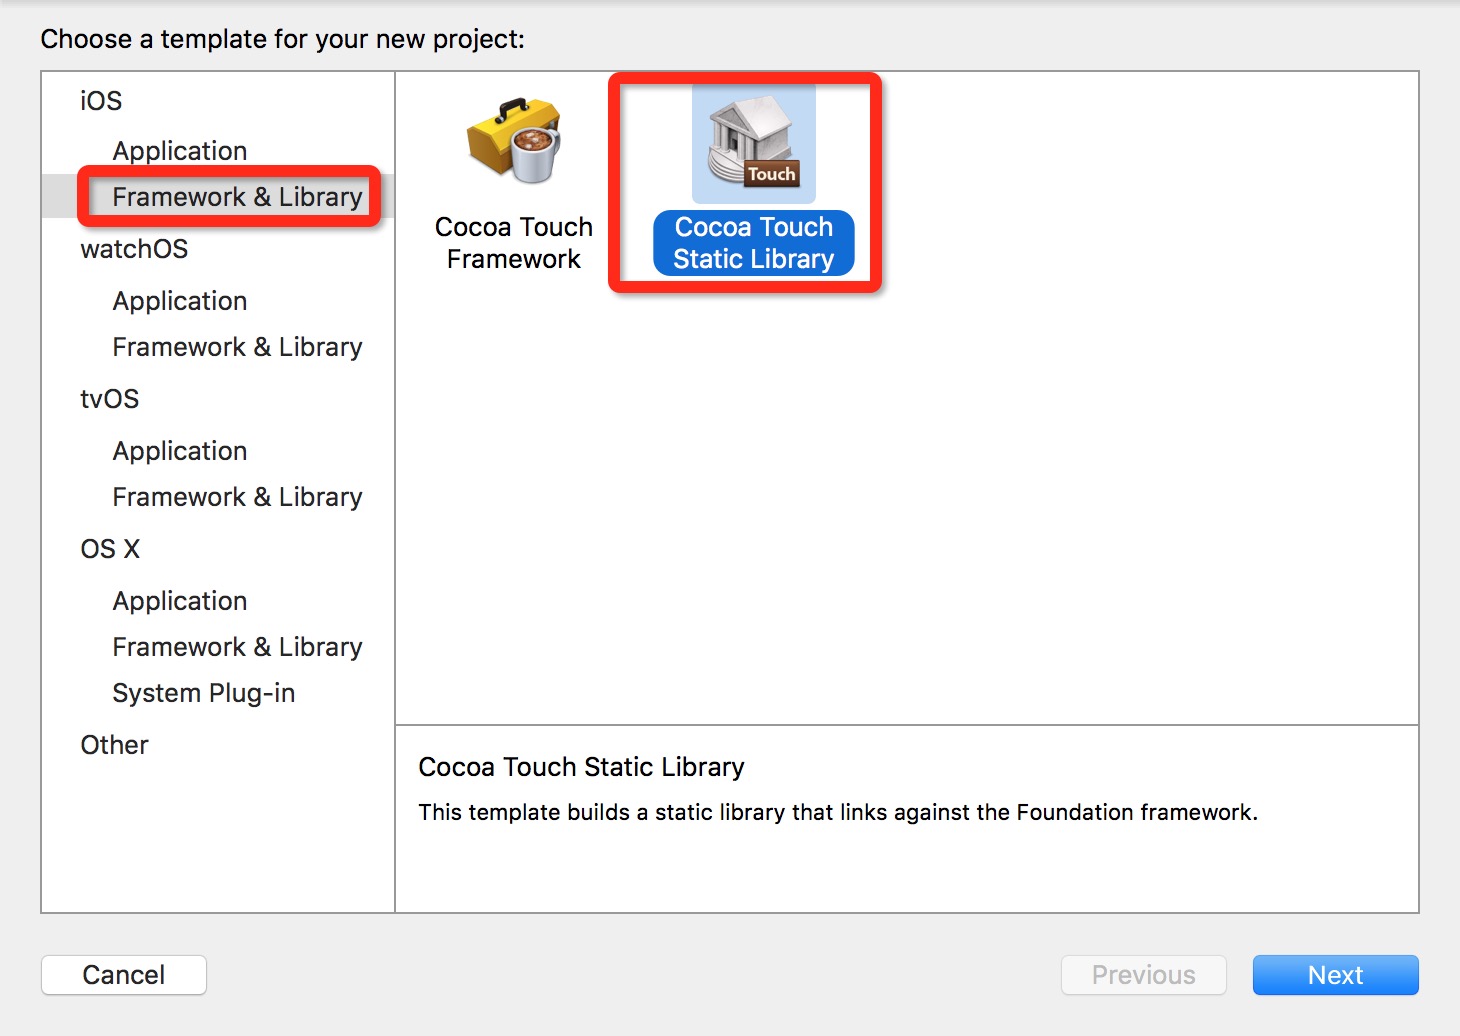 Choose a template for your new project:
iOS
Application
Framework & Library
watchOS
Application
Framework & Library
tvOS
Application
Framework & Library
OS X
Application
Framework & Library
System Plug-in
Other
Cocoa Touch
Framework
Touch
Cocoa Touch
Static Library
Cocoa Touch Static Library
This template builds a static library that links against the Foundation framework.
Cancel
Previous
Next